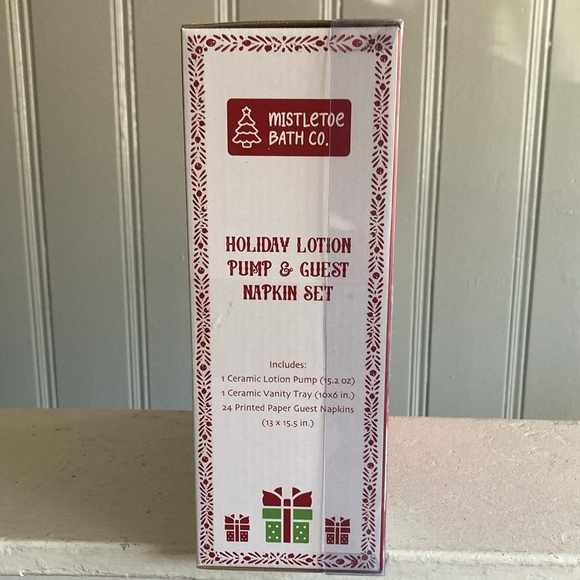 mistletoe
BATH CO.
HOLIDAY LOTION
PUMP & GUEST
NAPKIN SET
Includes:
1 Ceramic Lotion Pump (15.2 oz)
1 Ceramic Vanity Tray (10x6 in.)
24 Printed Paper Guest Napkins
(13 x 15.5 in.)